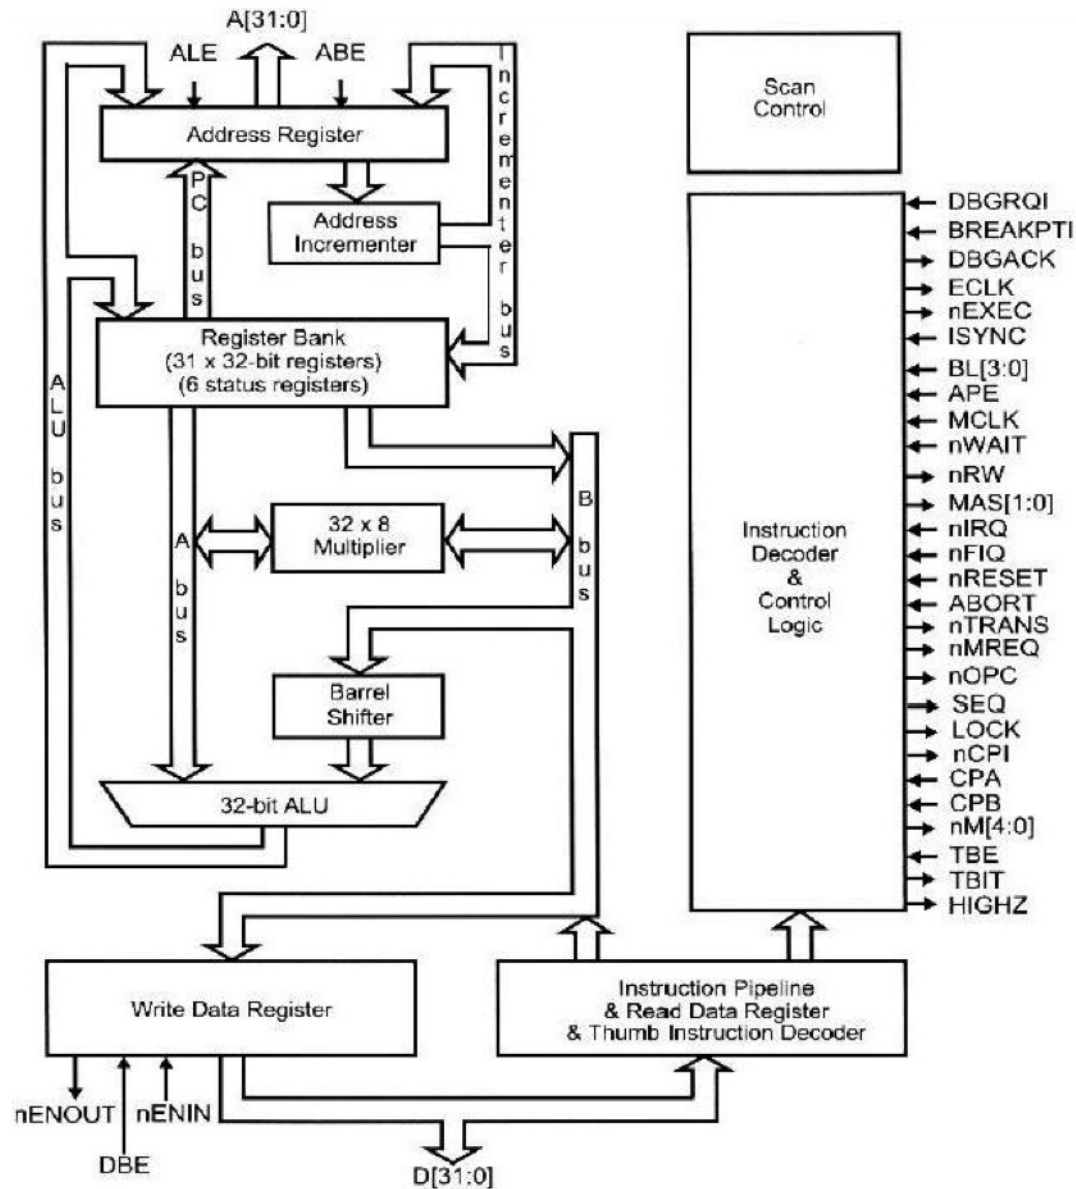 A[31:0]
ALE
ABE
Address Register
PC bus
Incrementer bus
Address
Incrementer
Register Bank
(31 x 32-bit registers)
(6 status registers)
ALU bus
A bus
B bus
32 x 8
Multiplier
Barrel
Shifter
32-bit ALU
Write Data Register
nENOUT
nENIN
DBE
D[31:0]
Instruction Pipeline
& Read Data Register
& Thumb Instruction Decoder
Scan
Control
Instruction
Decoder
&
Control
Logic
DBGRQI
BREAKPTI
DBGACK
ECLK
nEXEC
ISYNC
BL[3:0]
APE
MCLK
nWAIT
nRW
MAS[1:0]
nIRQ
nFIQ
nRESET
ABORT
nTRANS
nMREQ
nOPC
SEQ
LOCK
nCPI
CPA
CPB
nM[4:0]
TBE
TBIT
HIGHZ